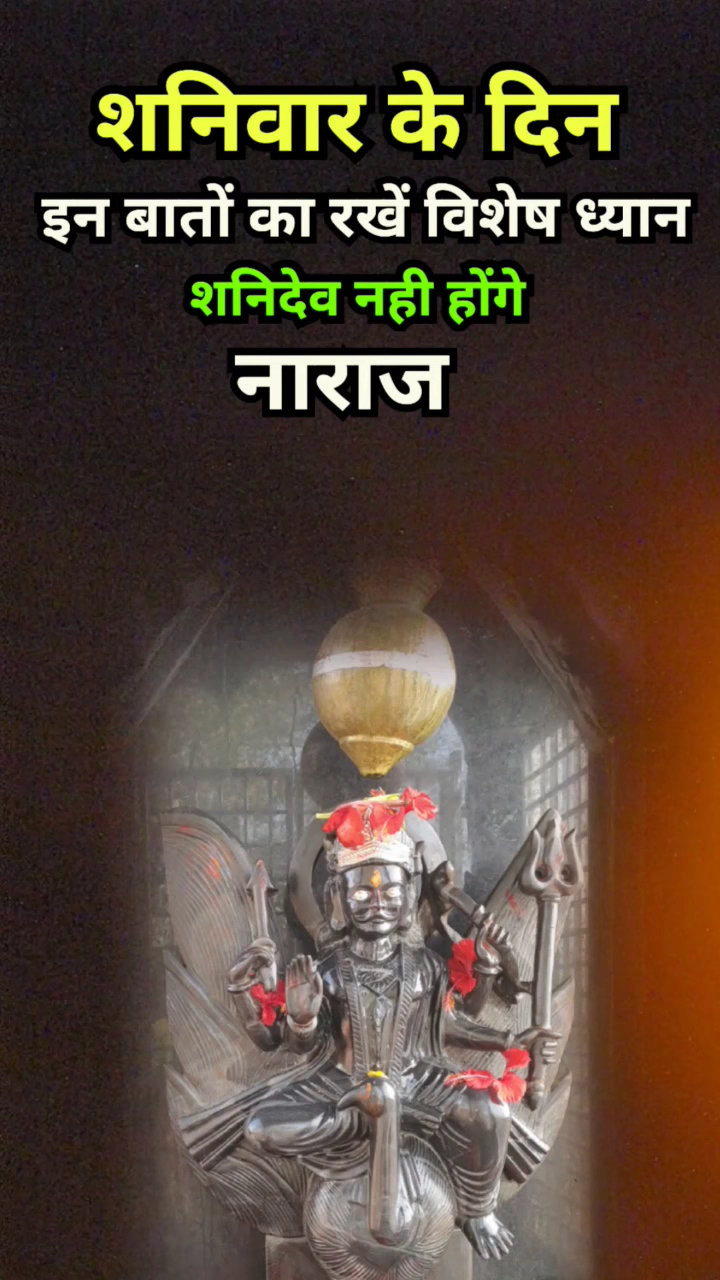 शनिवार के दिन
इन बातों का रखें विशेष ध्यान
शनिदेव नही होंगे
नाराज